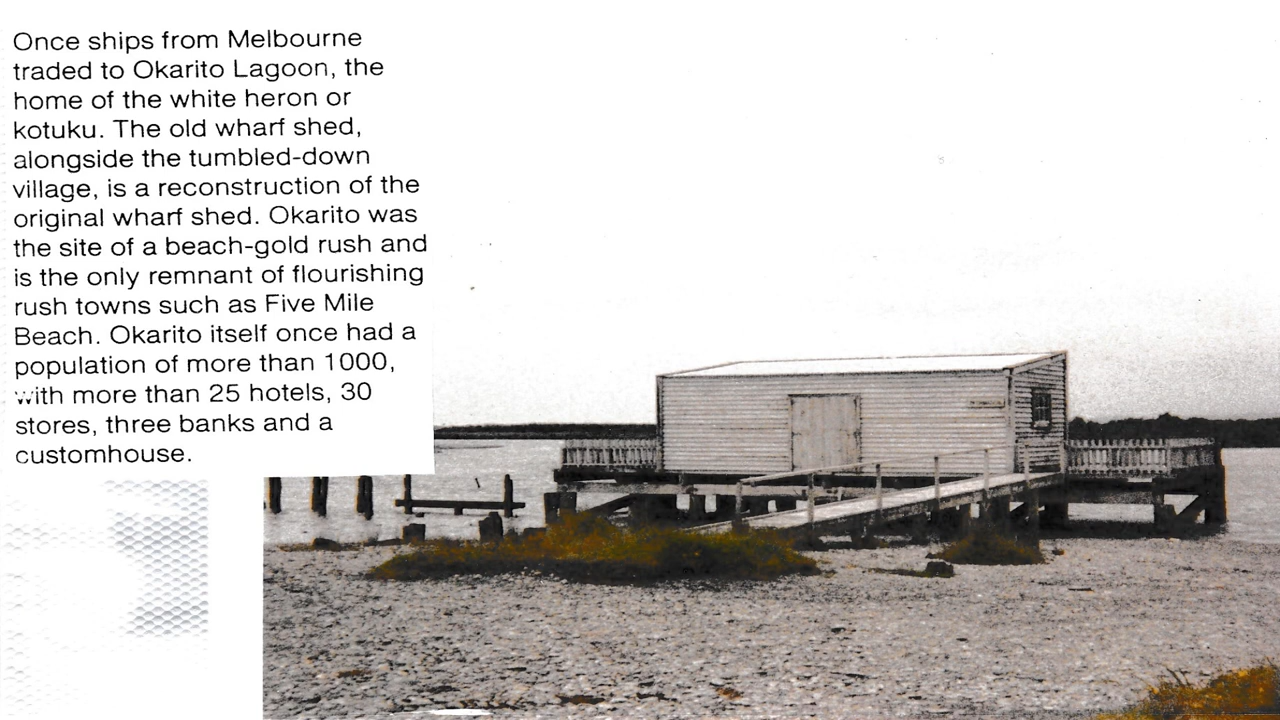 Once ships from Melbourne
traded to Okarito Lagoon, the
home of the white heron or
kotuku. The old wharf shed,
alongside the tumbled-down
village, is a reconstruction of the
original wharf shed. Okarito was
the site of a beach-gold rush and
is the only remnant of flourishing
rush towns such as Five Mile
Beach. Okarito itself once had a
population of more than 1000,
with more than 25 hotels, 30
stores, three banks and a
customhouse.